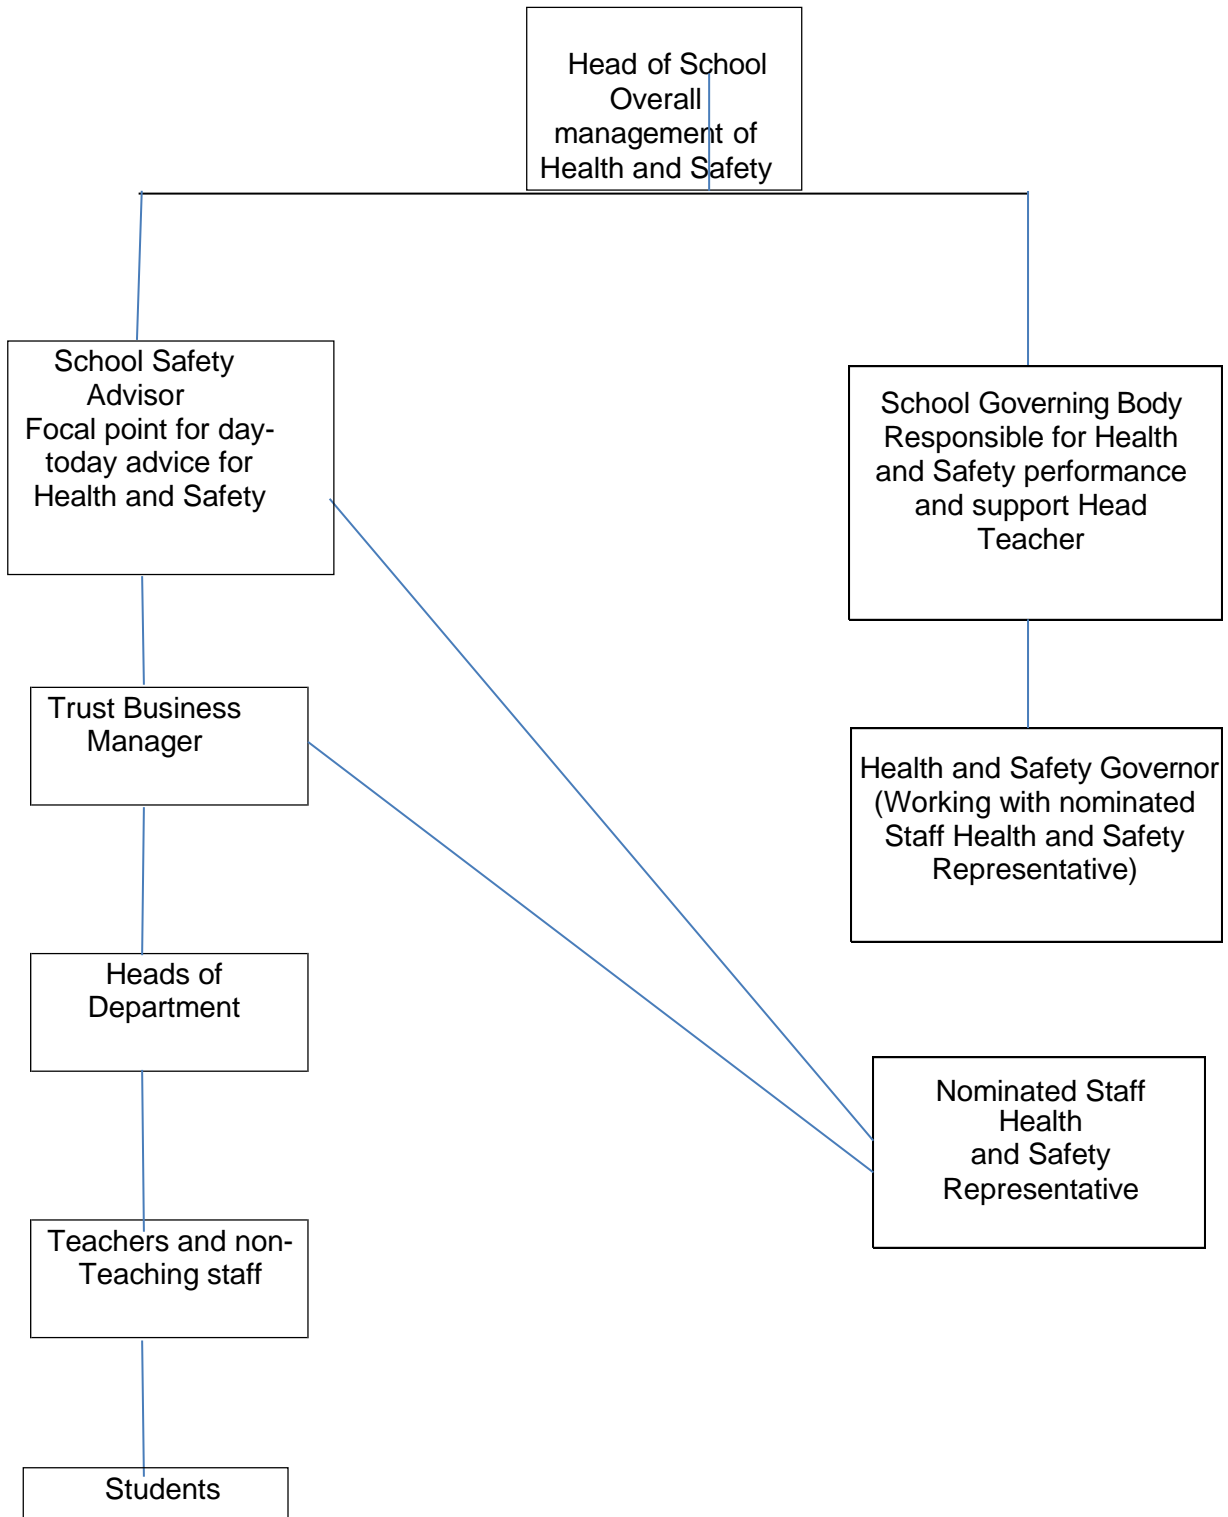 Head of School
Overall
management of
Health and Safety
School Safety
Advisor
Focal point for day-
today advice for
Health and Safety
School Governing Body
Responsible for Health
and Safety performance
and support Head
Teacher
Trust Business
Manager
Health and Safety Governor
(Working with nominated
Staff Health and Safety
Representative)
Heads of
Department
Nominated Staff
Health
and Safety
Representative
Teachers and non-
Teaching staff
Students